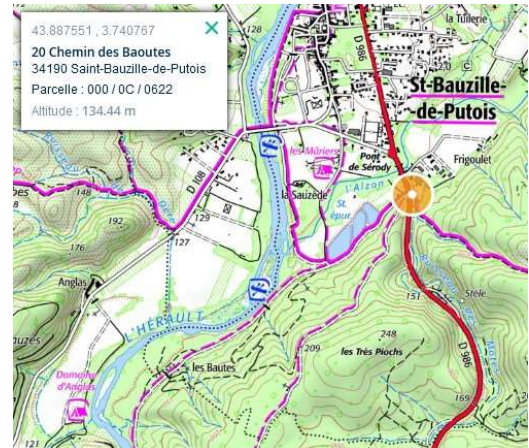 43.887551 , 3.740767
20 Chemin des Baoutes
34190 Saint-Bauzille-de-Putois
Parcelle : 000 / 0C / 0622
Altitude : 134.44 m
la Tuilerie
D 986
St-Bauzille-
-de-Putois
148
192
176
D 108
129
127
les Mûriers
Pont
de Sérody
Frigoulet
la Sauzède
l'Alzon
St.
épur.
Anglas
L'HÉRAULT
151
Stèle
248
209
les Très Piochs
D 986
les Bautes
Domaine
d'Anglas
169